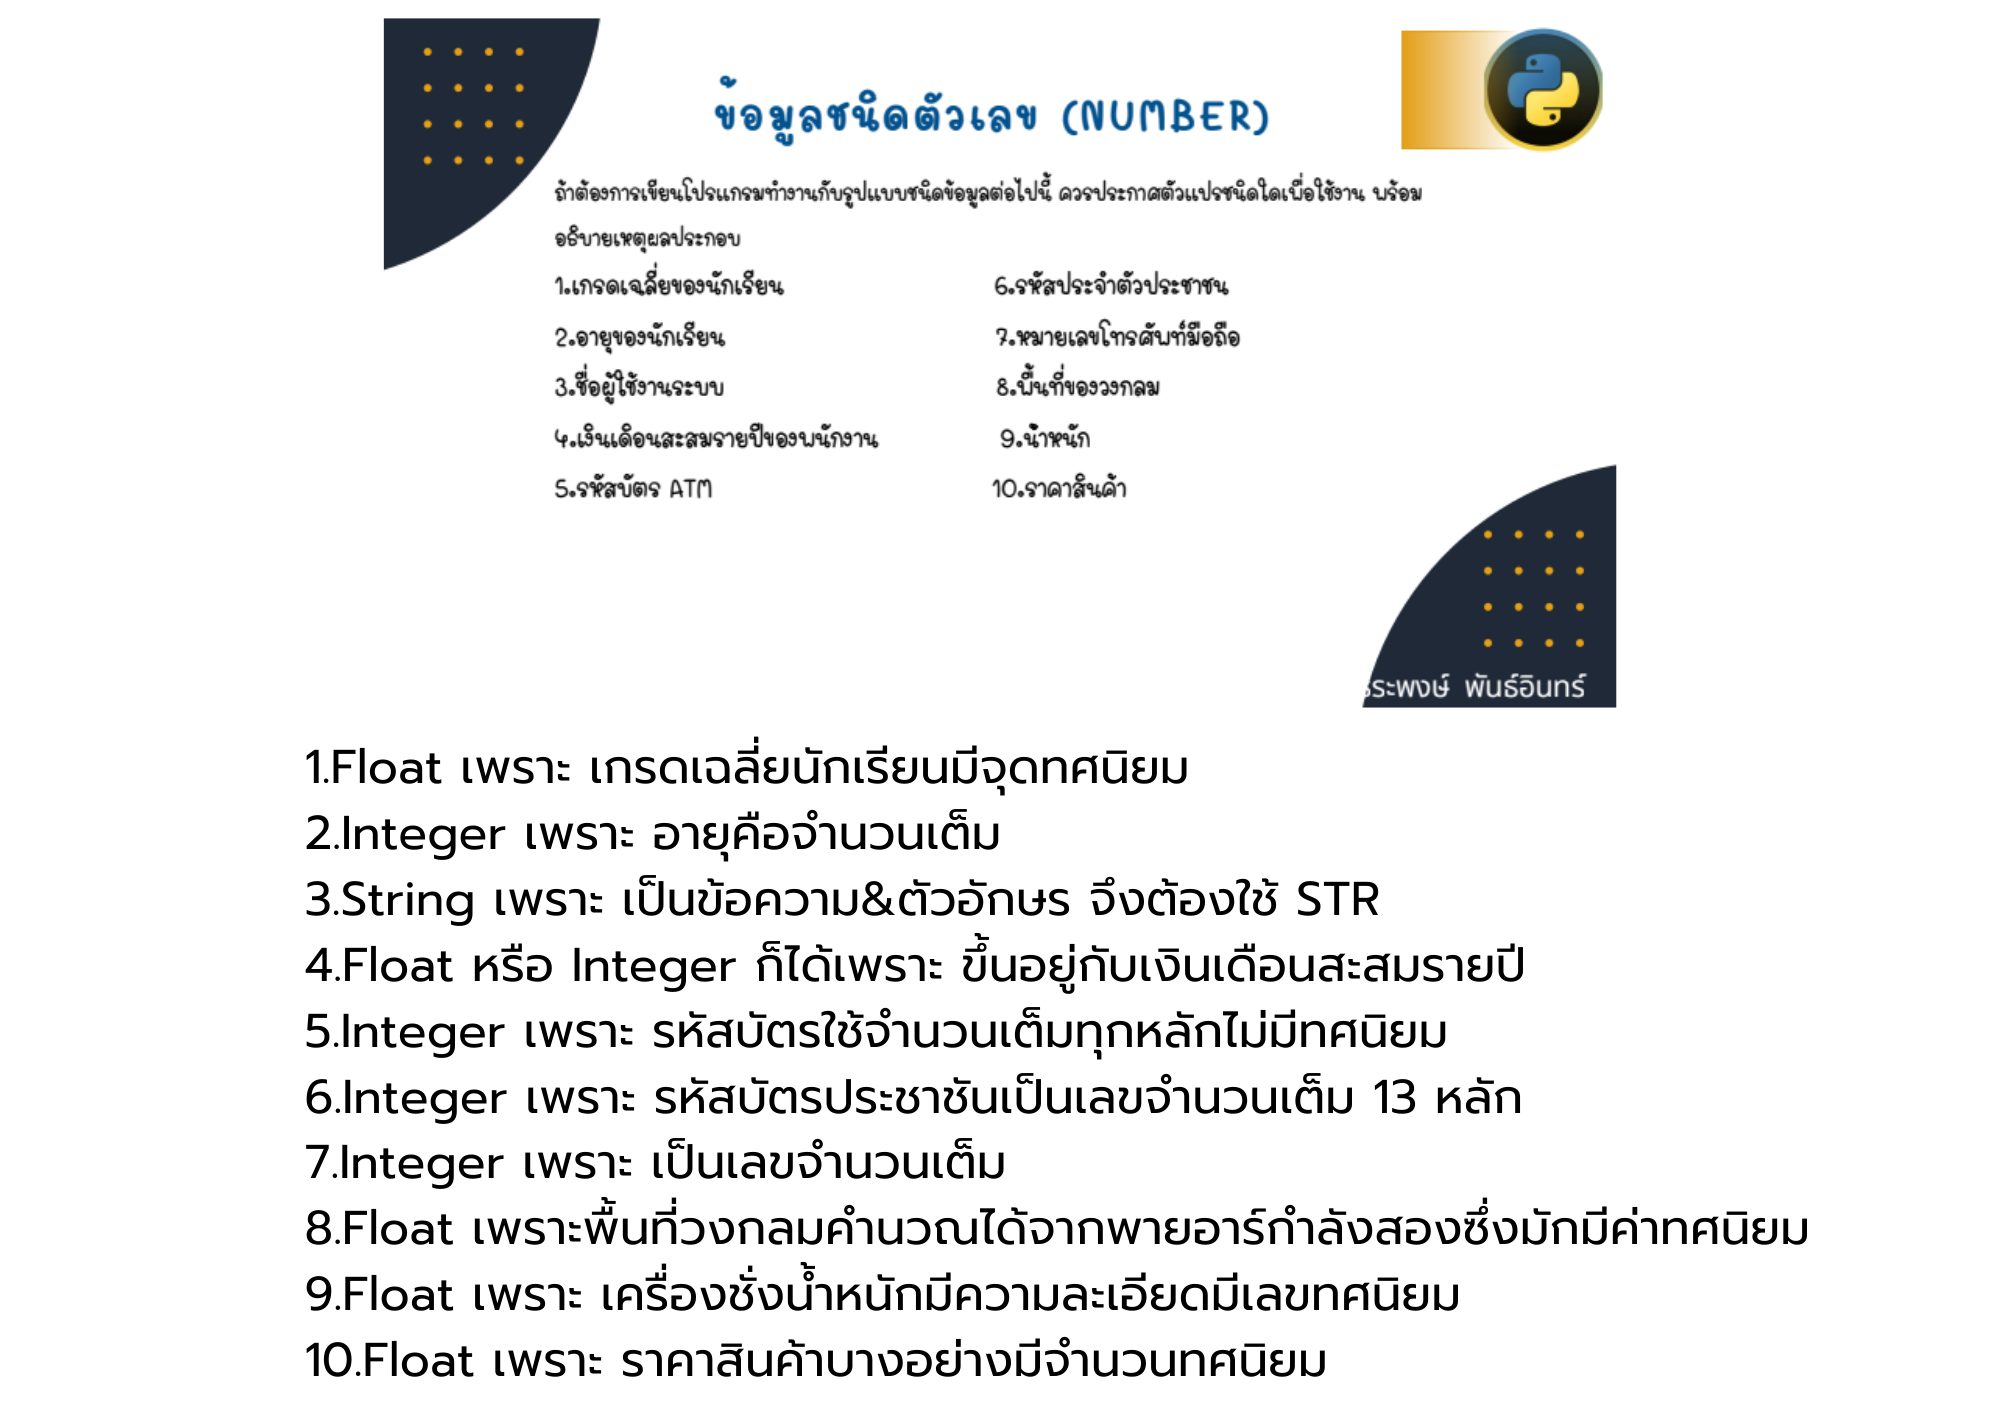 ข้อมูลชนิดตัวเลข (NUMBER)
ถ้าต้องการเขียนโปรแกรมทำงานกับรูปแบบชนิดข้อมูลต่อไปนี้ ควรประกาศตัวแปรชนิดใดเพื่อใช้งาน พร้อม
อธิบายเหตุผลประกอบ
1.เกรดเฉลี่ยของนักเรียน
2.อายุของนักเรียน
3.ชื่อผู้ใช้งานระบบ
4.เงินเดือนสะสมรายปีของพนักงาน
5.รหัสบัตร ATM
6.รหัสประจำตัวประชาชน
7.หมายเลขโทรศัพท์มือถือ
8.พื้นที่ของวงกลม
9.น้ำหนัก
10.ราคาสินค้า
ระพงษ์ พันธ์อินทร์
1.Float เพราะ เกรดเฉลี่ยนักเรียนมีจุดทศนิยม
2.Integer เพราะ อายุคือจำนวนเต็ม
3.String เพราะ เป็นข้อความ&ตัวอักษร จึงต้องใช้ STR
4.Float หรือ Integer ก็ได้เพราะ ขึ้นอยู่กับเงินเดือนสะสมรายปี
5.Integer เพราะ รหัสบัตรใช้จำนวนเต็มทุกหลักไม่มีทศนิยม
6.Integer เพราะ รหัสบัตรประชาชันเป็นเลขจำนวนเต็ม 13 หลัก
7.Integer เพราะ เป็นเลขจำนวนเต็ม
8.Float เพราะพื้นที่วงกลมคำนวณได้จากพายอาร์กำลังสองซึ่งมักมีค่าทศนิยม
9.Float เพราะ เครื่องชั่งน้ำหนักมีความละเอียดมีเลขทศนิยม
10.Float เพราะ ราคาสินค้าบางอย่างมีจำนวนทศนิยม